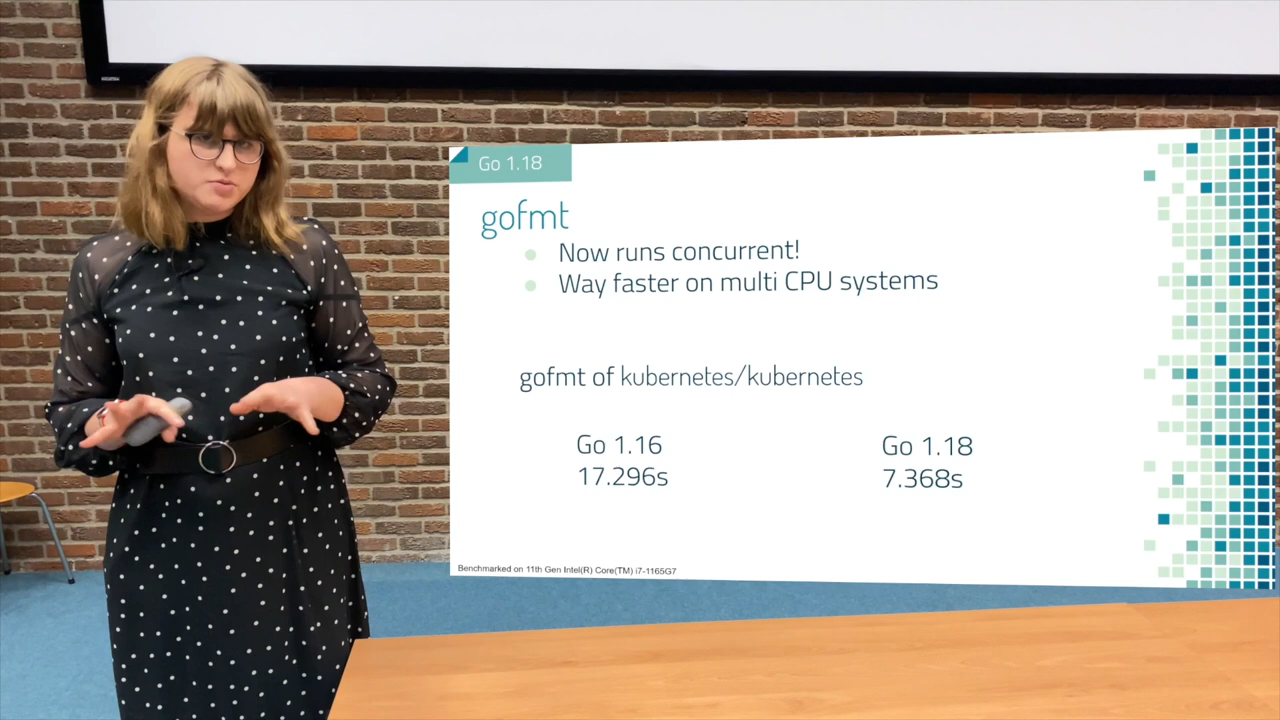 Go 1.18
gofmt
Now runs concurrent!
Way faster on multi CPU systems
gofmt of kubernetes/kubernetes
Go 1.16
Go 1.18
17.296s
7.368s
Benchmarked on 11th Gen Intel(R) Core(TM) i7-1165G7